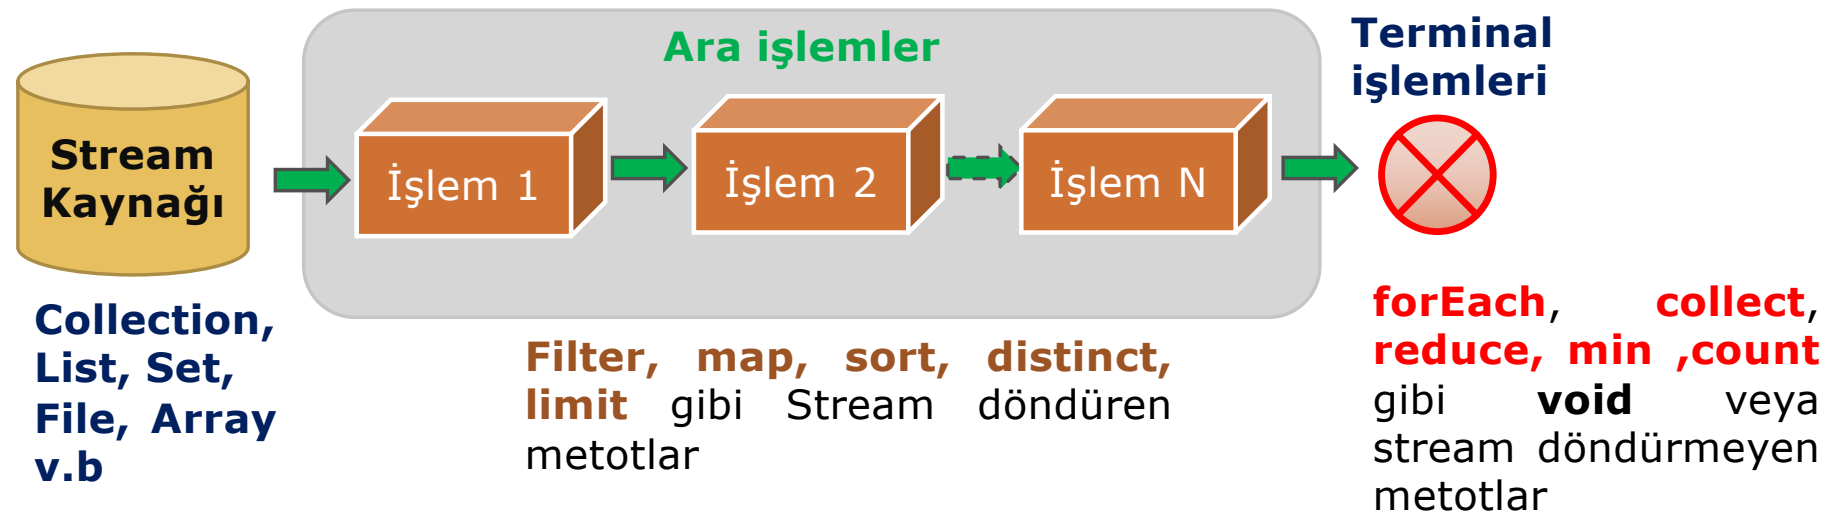 Stream
Kaynağı
Collection,
List, Set,
File, Array
v.b
Ara işlemler
İşlem 1
İşlem 2
İşlem N
Filter, map, sort, distinct,
limit gibi Stream döndüren
metotlar
Terminal
işlemleri
forEach, collect,
reduce, min ,count
gibi void veya
stream döndürmeyen
metotlar